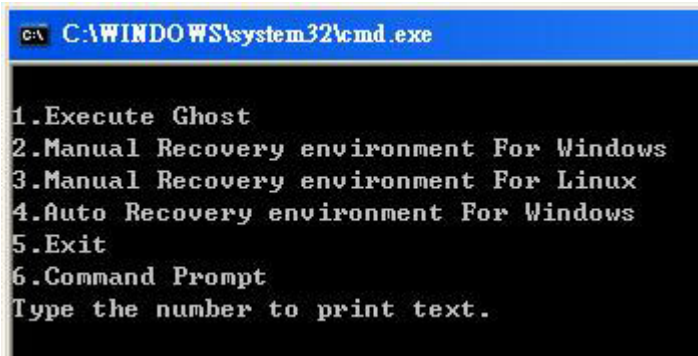 C:\WINDOWS\system32\cmd.exe
1.Execute Ghost
2.Manual Recovery environment For Windows
3.Manual Recovery environment For Linux
4.Auto Recovery environment For Windows
5.Exit
6.Command Prompt
Type the number to print text.